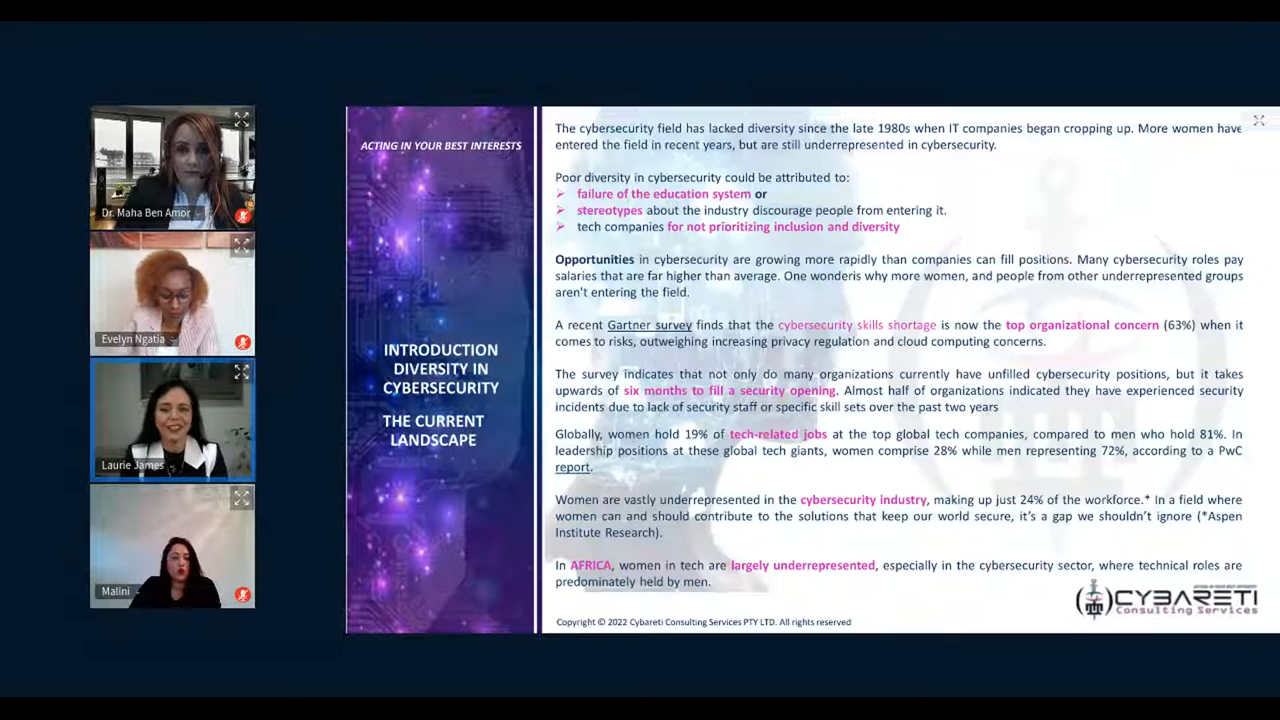 Dr. Maha Ben Amor
Evelyn Ngatia
Laurie James
Malini
ACTING IN YOUR BEST INTERESTS
INTRODUCTION
DIVERSITY IN
CYBERSECURITY
THE CURRENT
LANDSCAPE
The cybersecurity field has lacked diversity since the late 1980s when IT companies began cropping up. More women have
entered the field in recent years, but are still underrepresented in cybersecurity.
Poor diversity in cybersecurity could be attributed to:
➢ failure of the education system or
➢ stereotypes about the industry discourage people from entering it.
➢ tech companies for not prioritizing inclusion and diversity
Opportunities in cybersecurity are growing more rapidly than companies can fill positions. Many cybersecurity roles pay
salaries that are far higher than average. One wonderis why more women, and people from other underrepresented groups
aren't entering the field.
A recent Gartner survey finds that the cybersecurity skills shortage is now the top organizational concern (63%) when it
comes to risks, outweighing increasing privacy regulation and cloud computing concerns.
The survey indicates that not only do many organizations currently have unfilled cybersecurity positions, but it takes
upwards of six months to fill a security opening. Almost half of organizations indicated they have experienced security
incidents due to lack of security staff or specific skill sets over the past two years
Globally, women hold 19% of tech-related jobs at the top global tech companies, compared to men who hold 81%. In
leadership positions at these global tech giants, women comprise 28% while men representing 72%, according to a PwC
report.
Women are vastly underrepresented in the cybersecurity industry, making up just 24% of the workforce.* In a field where
women can and should contribute to the solutions that keep our world secure, it's a gap we shouldn't ignore (*Aspen
Institute Research).
In AFRICA, women in tech are largely underrepresented, especially in the cybersecurity sector, where technical roles are
predominately held by men.
CYBARETI
Consulting Services
Copyright © 2022 Cybareti Consulting Services PTY LTD. All rights reserved